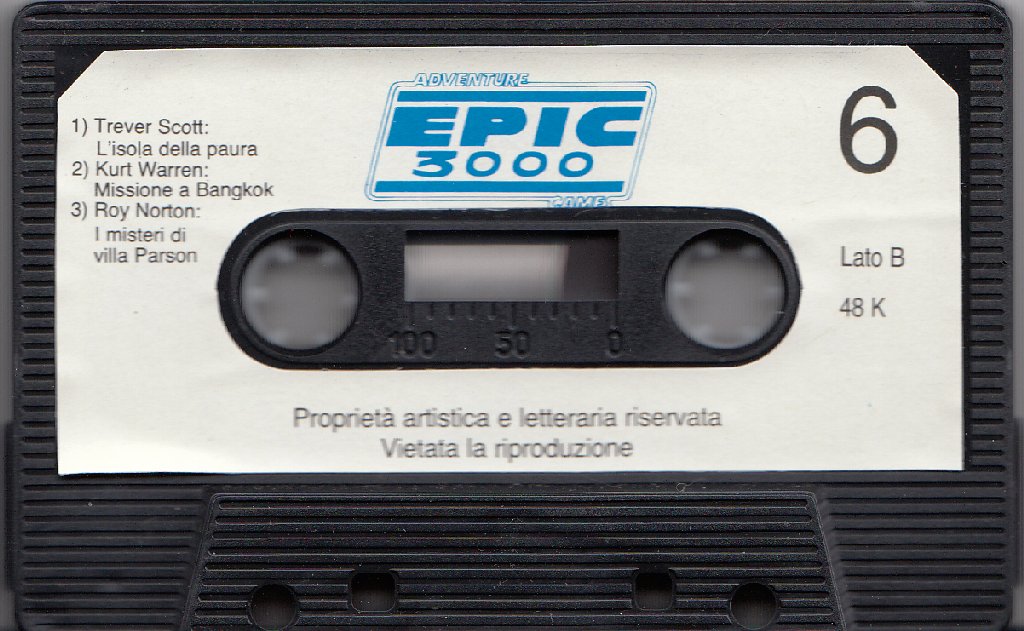 ADVENTURE
EPIC
3000
GAMES
6
1) Trever Scott:
L'isola della paura
2) Kurt Warren:
Missione a Bangkok
3) Roy Norton:
I misteri di
villa Parson
Lato B
48 K
100 50 0
Proprietà artistica e letteraria riservata
Vietata la riproduzione